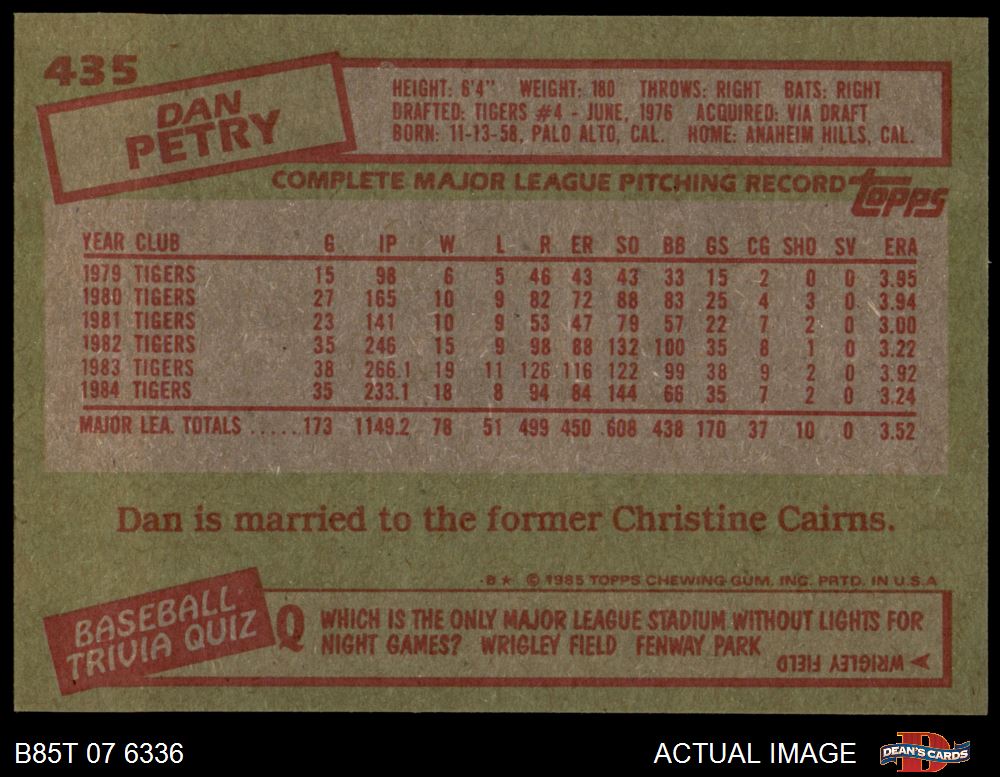 435
DAN
PETRY
HEIGHT: 6'4" WEIGHT: 180 THROWS: RIGHT BATS: RIGHT
DRAFTED: TIGERS #4 - JUNE, 1976 ACQUIRED: VIA DRAFT
BORN: 11-13-58, PALO ALTO, CAL. HOME: ANAHEIM HILLS, CAL.
COMPLETE MAJOR LEAGUE PITCHING RECORD topps
YEAR CLUB G IP W L R ER SO BB GS CG SHO SV ERA
1979 TIGERS 15 98 6 5 46 43 43 33 15 2 0 0 3.95
1980 TIGERS 27 165 10 9 82 72 88 83 25 4 3 0 3.94
1981 TIGERS 23 141 10 9 53 47 79 57 22 7 2 0 3.00
1982 TIGERS 35 246 15 9 98 88 132 100 35 8 1 0 3.22
1983 TIGERS 38 266.1 19 11 126 116 122 99 38 9 2 0 3.92
1984 TIGERS 35 233.1 18 8 94 84 144 66 35 7 2 0 3.24
MAJOR LEA. TOTALS .....173 1149.2 78 51 499 450 608 438 170 37 10 0 3.52
Dan is married to the former Christine Cairns.
·B★ © 1985 TOPPS CHEWING GUM, INC. PRTD. IN U.S.A
BASEBALL
TRIVIA QUIZ
Q WHICH IS THE ONLY MAJOR LEAGUE STADIUM WITHOUT LIGHTS FOR
NIGHT GAMES? WRIGLEY FIELD FENWAY PARK
A WRIGLEY FIELD
B85T 07 6336
ACTUAL IMAGE
D
DEAN'S CARDS